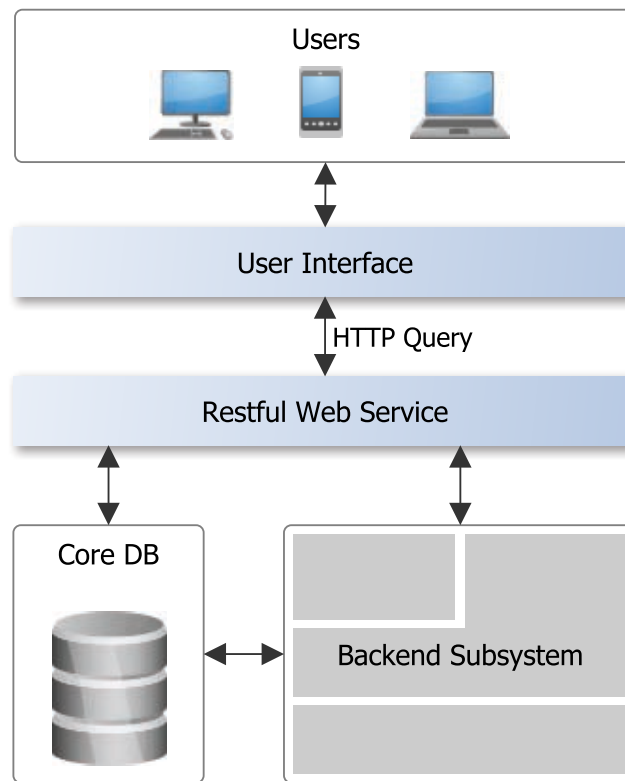 Users
User Interface
HTTP Query
Restful Web Service
Core DB
Backend Subsystem